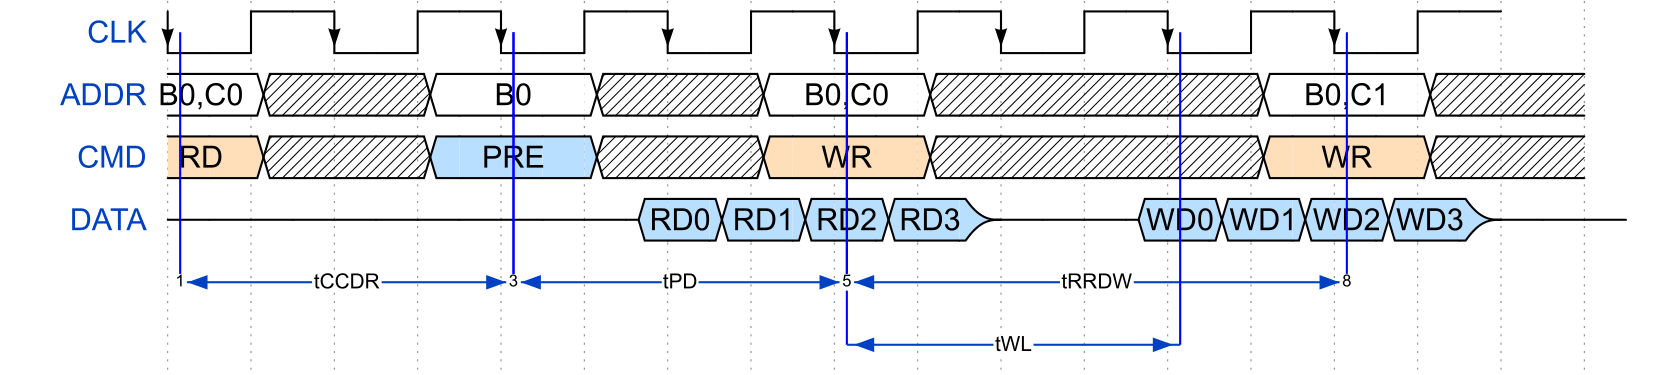 CLK
ADDR B0,C0 B0 B0,C0 B0,C1
CMD RD PRE WR WR
DATA RD0 RD1 RD2 RD3 WD0 WD1 WD2 WD3
1 tCCDR 3 tPD 5 tRRDW 8
tWL